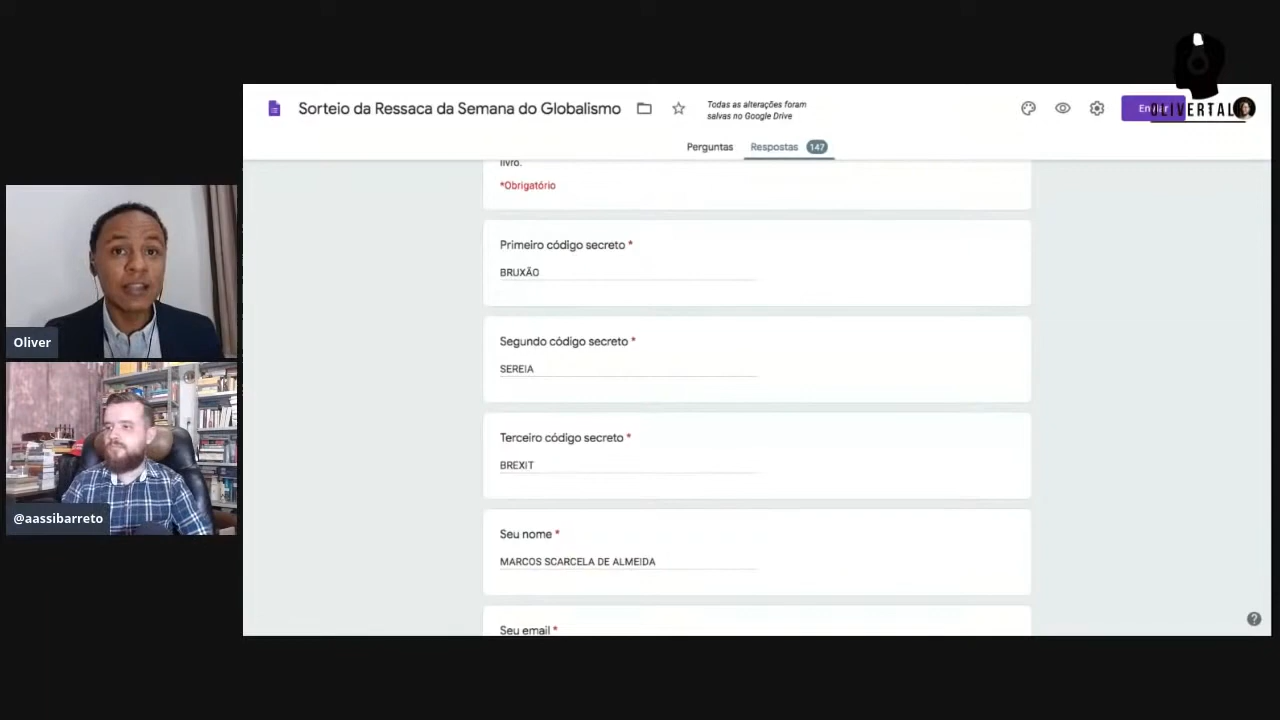 Sorteio da Ressaca da Semana do Globalismo
Todas as alterações foram
salvas no Google Drive
OLIVERTAL
Perguntas
Respostas 147
livro.
*Obrigatório
Primeiro código secreto *
BRUXÃO
Segundo código secreto *
SEREIA
Terceiro código secreto *
BREXIT
Seu nome *
MARCOS SCARCELA DE ALMEIDA
Seu email *
Oliver
@aassibarreto